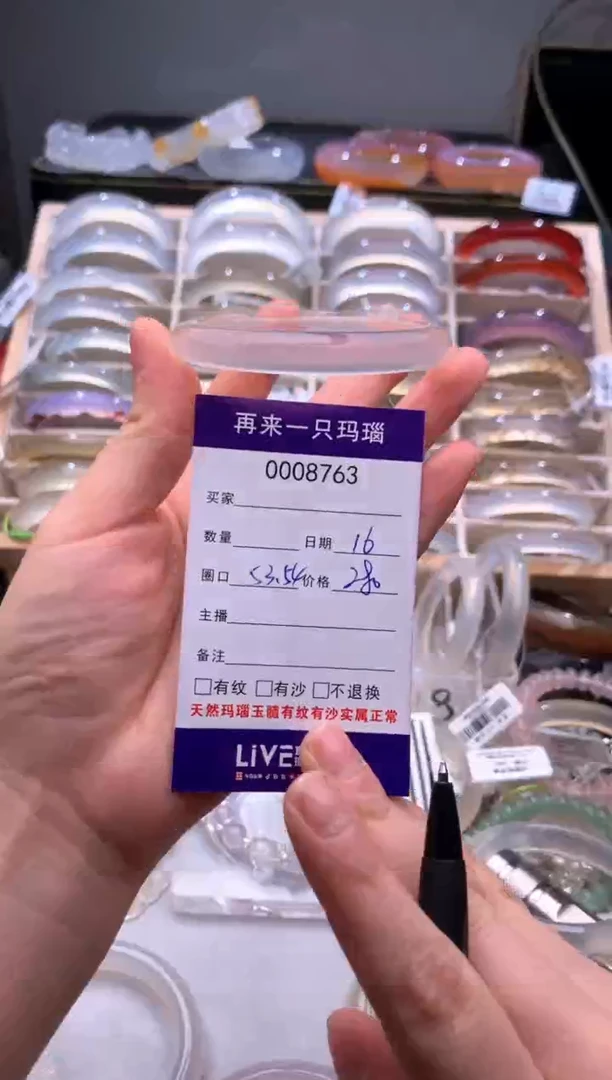 再来一只玛瑙
0008763
买家
数量 日期 16
圈口 53.54 价格 280
主播
备注
□有纹 □有沙 □不退换
天然玛瑙玉髓有纹有沙实属正常
LiVE